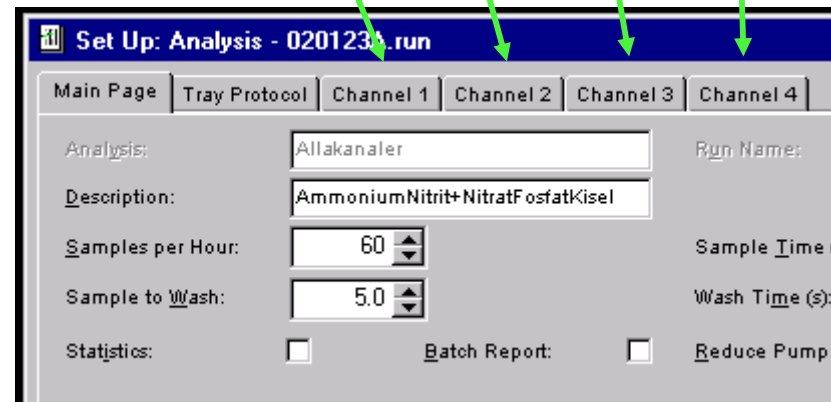 Set Up: Analysis - 020123A.run
Main Page Tray Protocol Channel 1 Channel 2 Channel 3 Channel 4
Analysis: Allakanaler Run Name:
Description: AmmoniumNitrit+NitratFosfatKisel
Samples per Hour: 60 Sample Time
Sample to Wash: 5.0 Wash Time (s):
Statistics: Batch Report: Reduce Pump